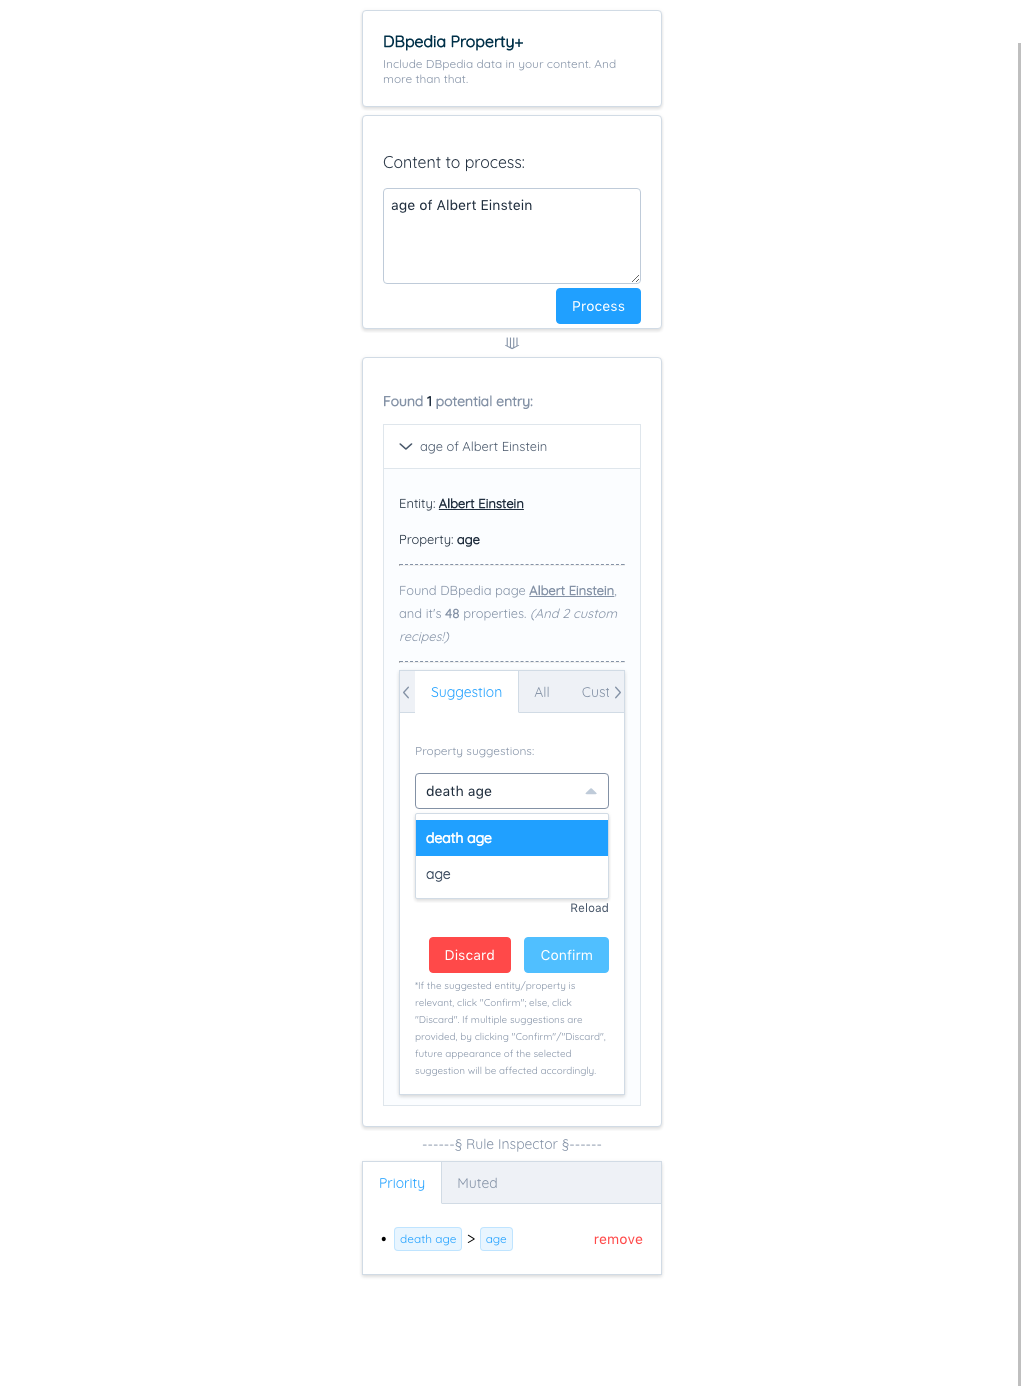 DBpedia Property+
Include DBpedia data in your content. And
more than that.
Content to process:
age of Albert Einstein
Process
Found 1 potential entry:
age of Albert Einstein
Entity: Albert Einstein
Property: age
Found DBpedia page Albert Einstein,
and it's 48 properties. (And 2 custom
recipes!)
Suggestion All Cust
Property suggestions:
death age
death age
age
Reload
Discard Confirm
*If the suggested entity/property is
relevant, click "Confirm"; else, click
"Discard". If multiple suggestions are
provided, by clicking "Confirm"/"Discard",
future appearance of the selected
suggestion will be affected accordingly.
------§ Rule Inspector §------
Priority Muted
• death age > age remove